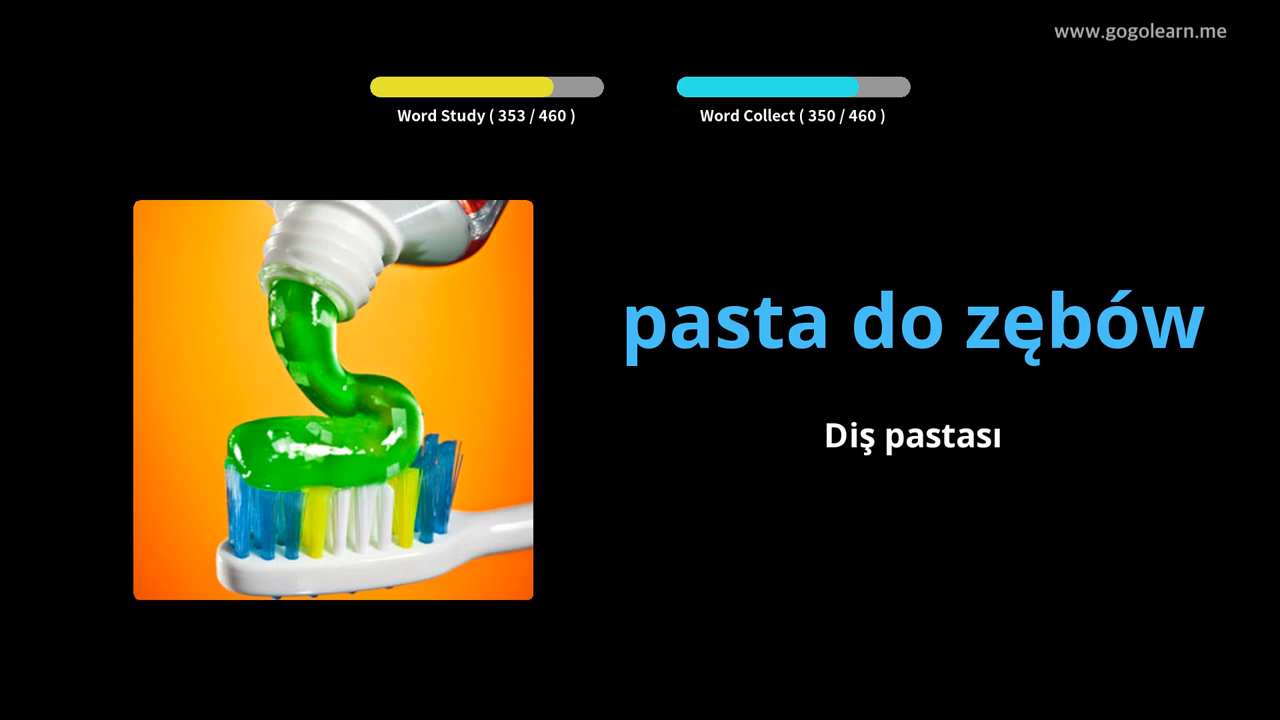 www.gogolearn.me
Word Study ( 353 / 460 )
Word Collect ( 350 / 460 )
pasta do zębów
Diş pastası